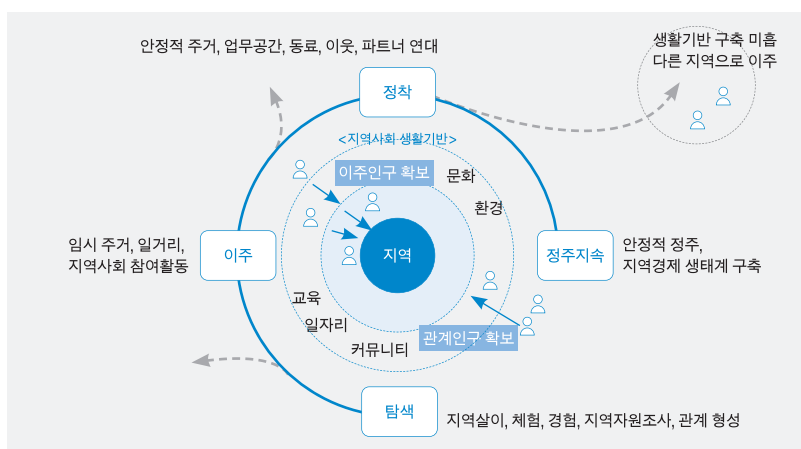 생활기반 구축 미흡
다른 지역으로 이주
안정적 주거, 업무공간, 동료, 이웃, 파트너 연대
정착
<지역사회 생활기반>
이주인구 확보
문화
환경
임시 주거, 일거리,
지역사회 참여활동
이주
지역
정주지속
안정적 정주,
지역경제 생태계 구축
교육
일자리
커뮤니티
관계인구 확보
탐색
지역살이, 체험, 경험, 지역자원조사, 관계 형성